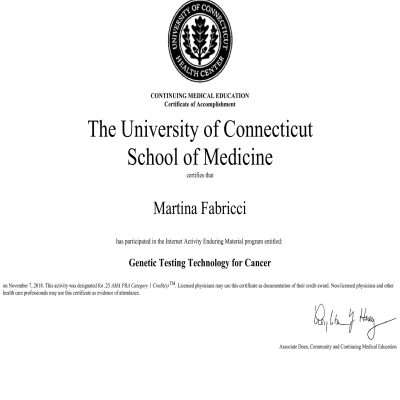 UNIVERSITY OF CONNECTICUT
HEALTH CENTER
CONTINUING MEDICAL EDUCATION
Certificate of Accomplishment
The University of Connecticut
School of Medicine
certifies that
Martina Fabricci
has participated in the Internet Activity Enduring Material program entitled:
Genetic Testing Technology for Cancer
on November 7, 2018. This activity was designated for .25 AMA PRA Category 1 Credit(s)™. Licensed physicians may use this certificate as documentation of their credit award. Non-licensed physicians and other
health care professionals may use this certificate as evidence of attendance.
Associate Dean, Community and Continuing Medical Education